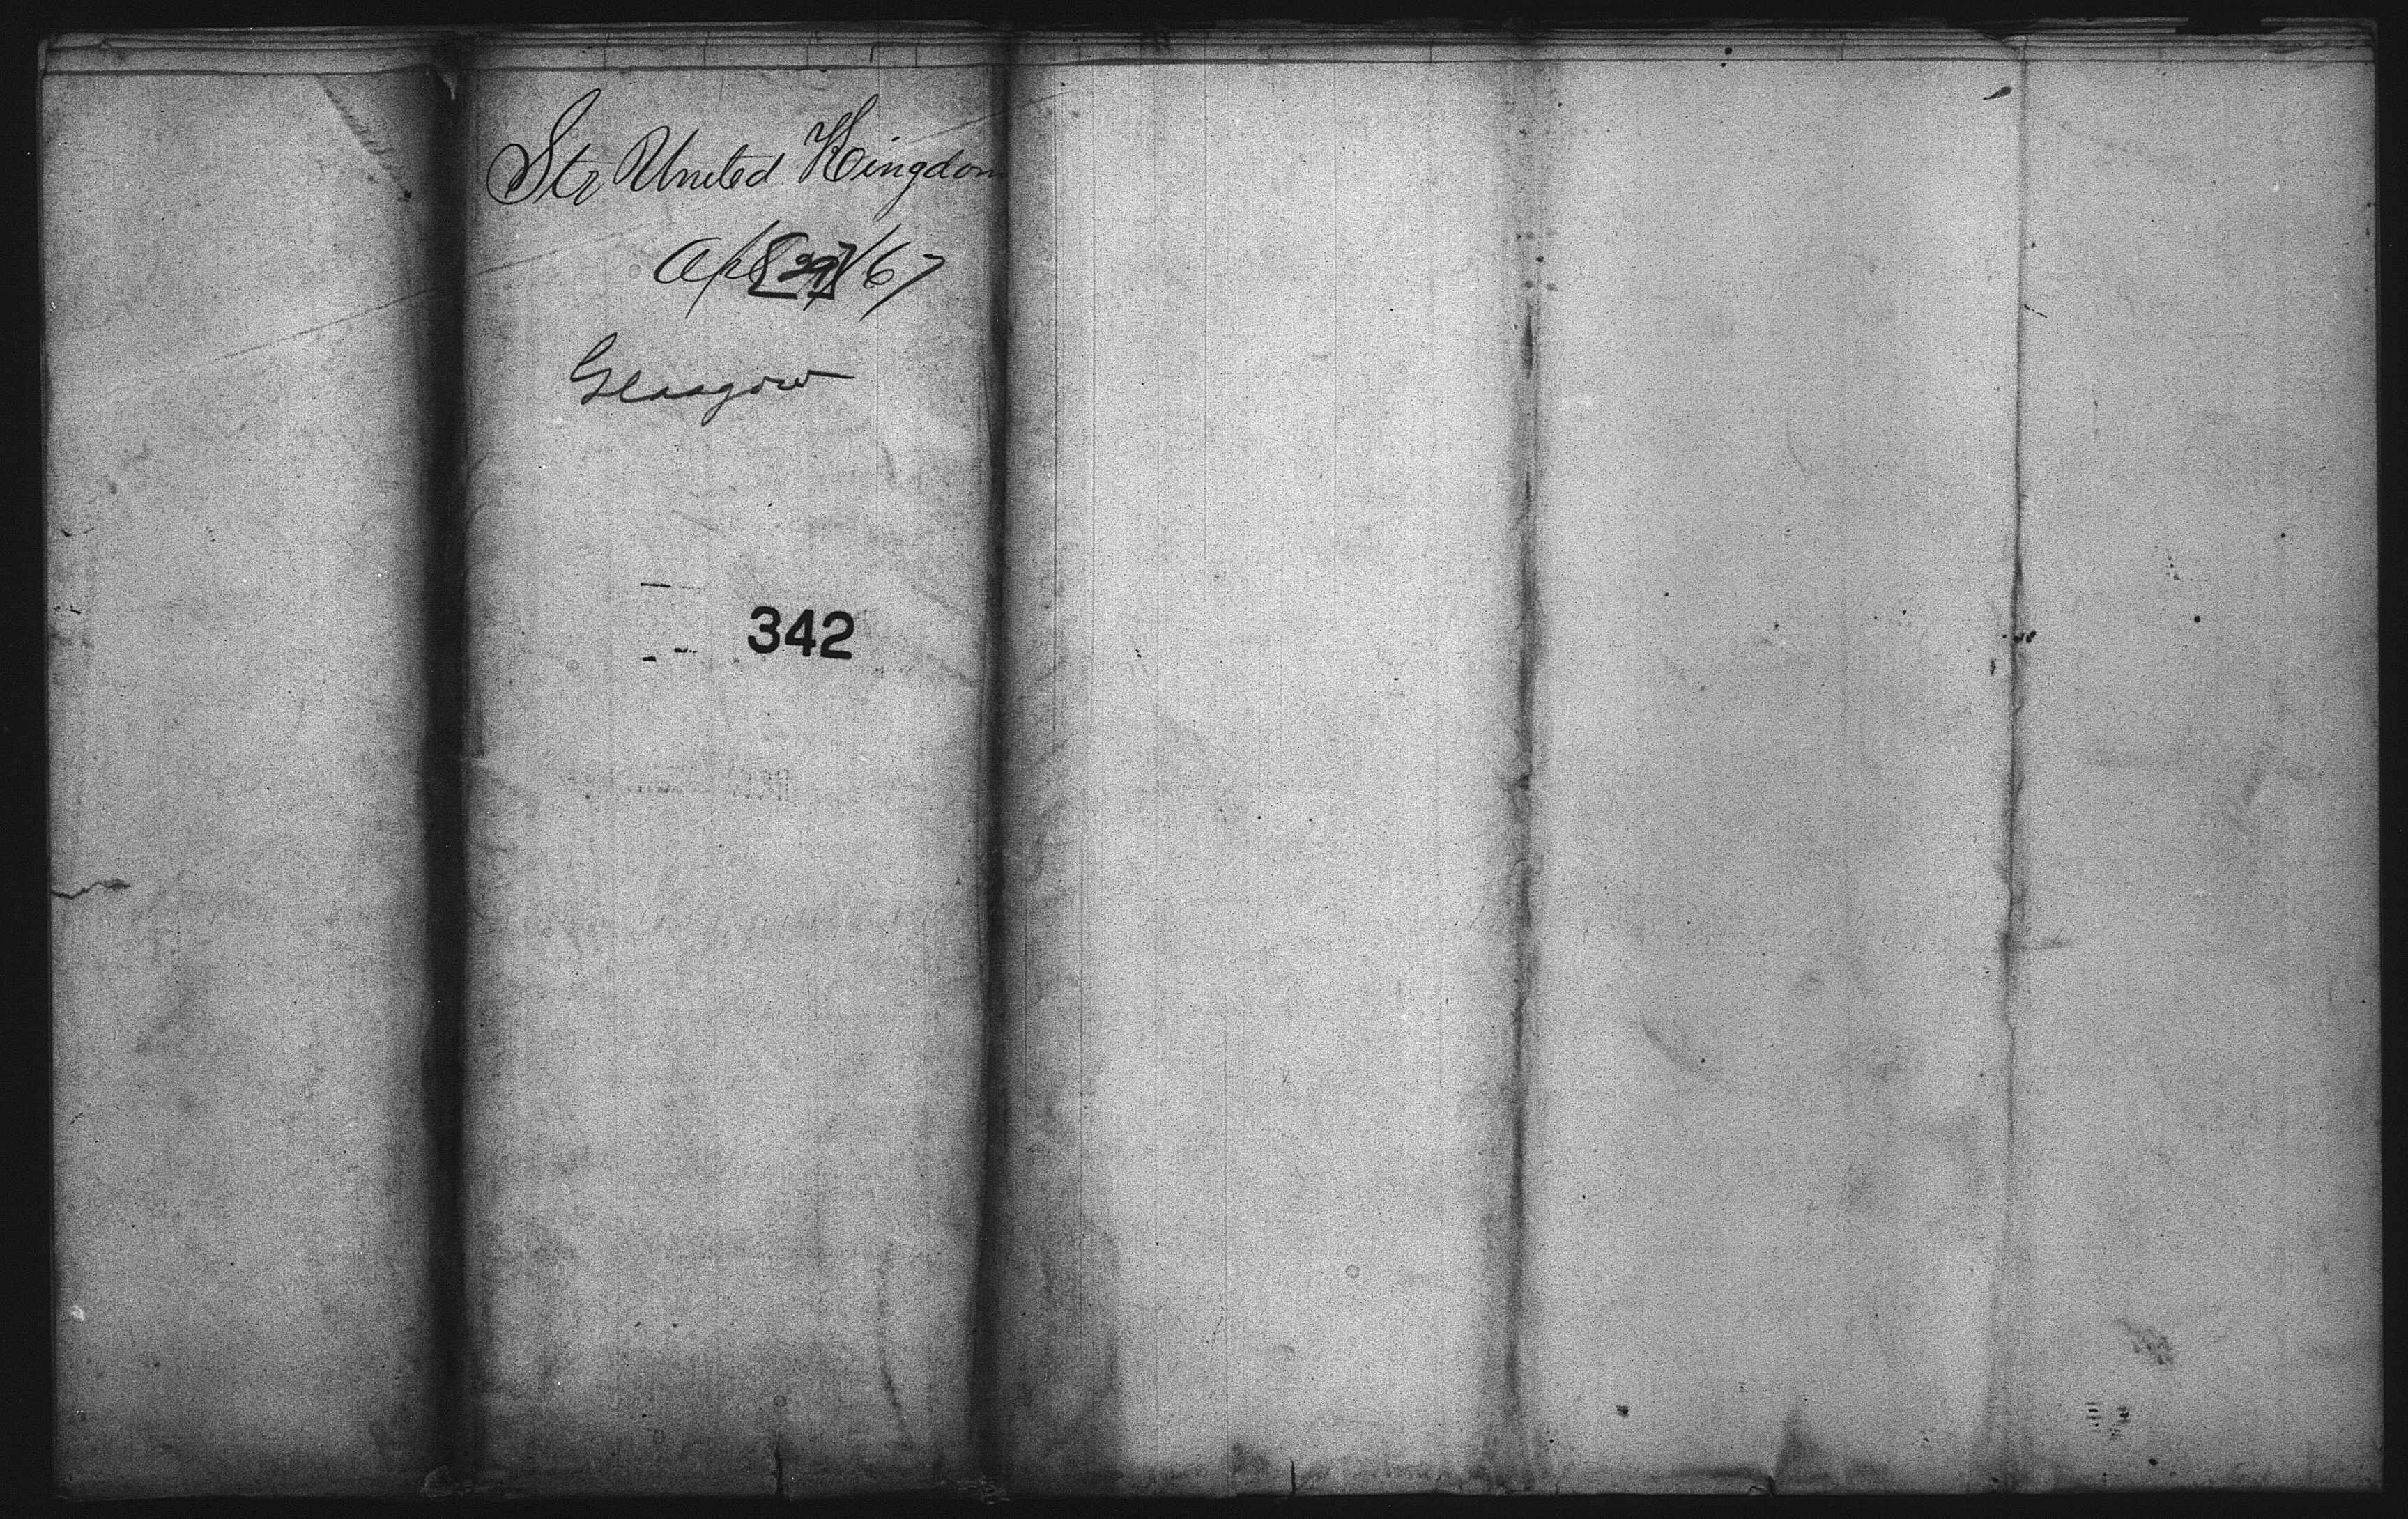 Str United Kingdom
Apl [29]/67
Glasgow
342